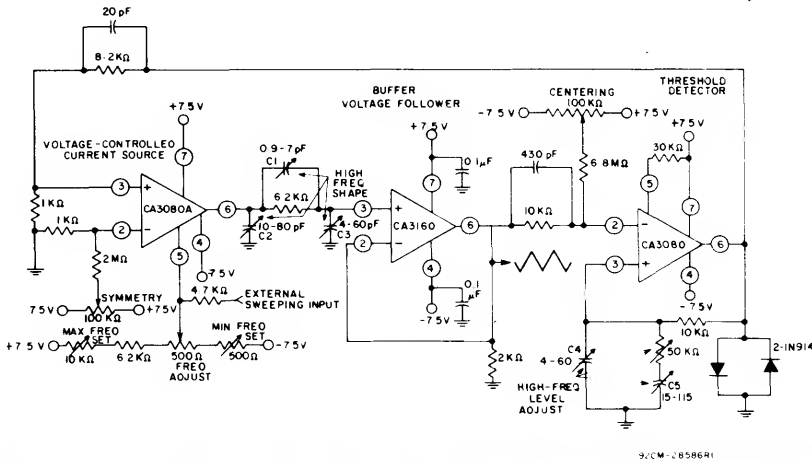 20 pF
8.2KΩ
+7.5V
VOLTAGE-CONTROLLED
CURRENT SOURCE
7
3
+
CA3080A
6
1KΩ
1KΩ
2
-
5
4
-7.5V
2MΩ
SYMMETRY
7.5V
+7.5V
100KΩ
4.7KΩ
EXTERNAL
SWEEPING INPUT
MAX FREQ
SET
+7.5V
10KΩ
6.2KΩ
500Ω
FREQ
ADJUST
MIN FREQ
SET
500Ω
-7.5V
0.9-7pF
C1
6.2KΩ
HIGH
FREQ
SHAPE
10-80 pF
C2
4-60 pF
C3
BUFFER
VOLTAGE FOLLOWER
+7.5V
0.1µF
7
3
+
CA3160
6
2
-
4
0.1
µF
-7.5V
2KΩ
CENTERING
100KΩ
-7.5V
+7.5V
430 pF
6.8MΩ
10KΩ
THRESHOLD
DETECTOR
+7.5V
30KΩ
5
7
2
-
CA3080
6
3
+
4
-7.5V
10KΩ
C4
4-60
50KΩ
C5
15-115
HIGH-FREQ
LEVEL
ADJUST
2-1N914
92CM-28586R1